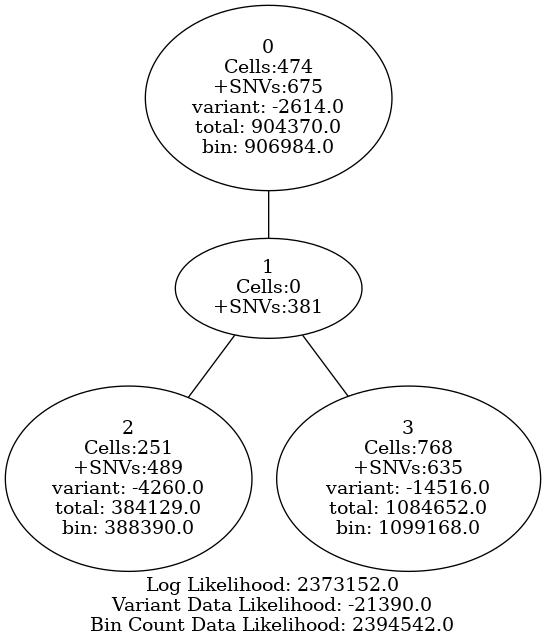 0
Cells:474
+SNVs:675
variant: -2614.0
total: 904370.0
bin: 906984.0
1
Cells:0
+SNVs:381
2
Cells:251
+SNVs:489
variant: -4260.0
total: 384129.0
bin: 388390.0
3
Cells:768
+SNVs:635
variant: -14516.0
total: 1084652.0
bin: 1099168.0
Log Likelihood: 2373152.0
Variant Data Likelihood: -21390.0
Bin Count Data Likelihood: 2394542.0